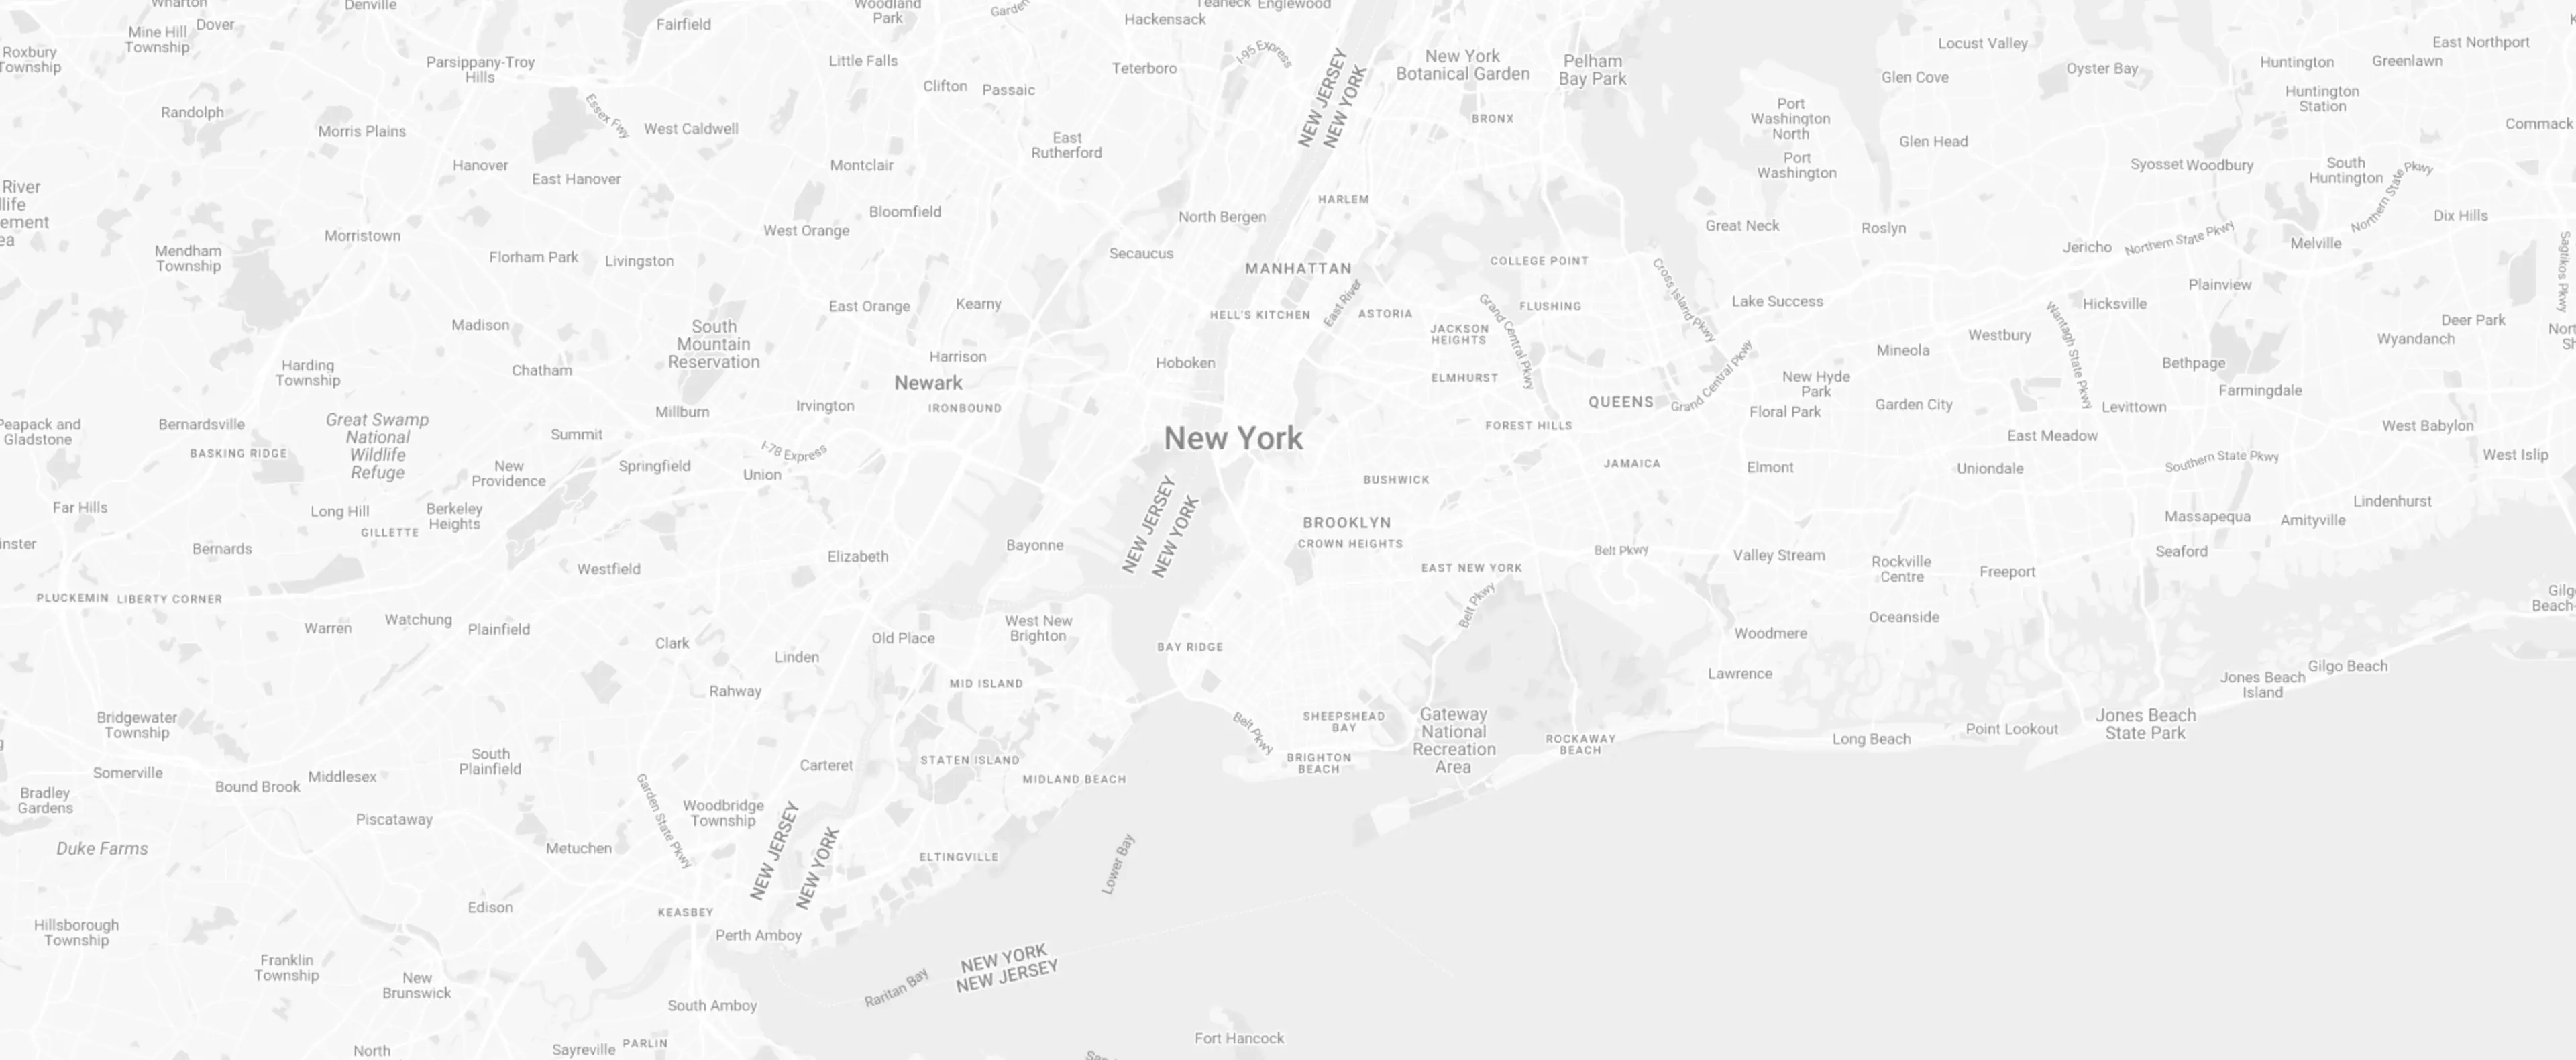 Wharton
Dover
Denville
Woodland
Park
Garden
Teaneck
Englewood
Mine Hill
Township
Fairfield
Hackensack
Roxbury
Township
Parsippany-Troy
Hills
Little Falls
Teterboro
I-95 Express
NEW JERSEY
NEW YORK
New York
Botanical Garden
Pelham
Bay Park
Locust Valley
East Northport
Glen Cove
Oyster Bay
Huntington
Greenlawn
Clifton
Passaic
Randolph
Morris Plains
Essex Fwy
West Caldwell
BRONX
Port
Washington
North
Huntington
Station
Commack
East
Rutherford
Glen Head
Hanover
East Hanover
Montclair
Port
Washington
Syosset
Woodbury
South
Huntington
Northern State Pkwy
River
llife
ement
ea
HARLEM
Bloomfield
North Bergen
Dix Hills
Morristown
West Orange
Great Neck
Roslyn
Mendham
Township
Florham Park
Livingston
Secaucus
MANHATTAN
COLLEGE POINT
Cross Island Pkwy
Jericho
Northern State Pkwy
Melville
Sagtikos Pkwy
Plainview
East Orange
Kearny
HELL'S KITCHEN
East River
ASTORIA
Grand Central Pkwy
FLUSHING
Lake Success
Hicksville
Madison
South
Mountain
Reservation
JACKSON
HEIGHTS
Wantagh State Pkwy
Westbury
Deer Park
Wyandanch
Nort
Sh
Harding
Township
Chatham
Harrison
Hoboken
Mineola
Bethpage
Newark
ELMHURST
New Hyde
Park
Farmingdale
Millburn
Irvington
IRONBOUND
QUEENS
Grand Central Pkwy
Floral Park
Garden City
Levittown
Peapack and
Gladstone
Bernardsville
Great Swamp
National
Wildlife
Refuge
Summit
New York
FOREST HILLS
East Meadow
West Babylon
BASKING RIDGE
New
Providence
Springfield
I-78 Express
Union
JAMAICA
Elmont
Uniondale
Southern State Pkwy
West Islip
BUSHWICK
Far Hills
Long Hill
Berkeley
Heights
NEW JERSEY
NEW YORK
Lindenhurst
GILLETTE
BROOKLYN
CROWN HEIGHTS
Massapequa
Amityville
inster
Bernards
Bayonne
Belt Pkwy
Elizabeth
Valley Stream
Rockville
Centre
Seaford
Westfield
EAST NEW YORK
Freeport
PLUCKEMIN
LIBERTY CORNER
Belt Pkwy
Gilg
Beach
Warren
Watchung
Plainfield
West New
Brighton
Oceanside
Clark
Old Place
BAY RIDGE
Woodmere
Linden
Lawrence
Gilgo Beach
Rahway
MID ISLAND
Jones Beach
Island
Bridgewater
Township
Belt Pkwy
SHEEPSHEAD
BAY
Gateway
National
Recreation
Area
ROCKAWAY
BEACH
Long Beach
Point Lookout
Jones Beach
State Park
Somerville
Bound Brook
Middlesex
South
Plainfield
Carteret
STATEN ISLAND
MIDLAND BEACH
BRIGHTON
BEACH
Bradley
Gardens
Garden State Pkwy
Woodbridge
Township
Piscataway
NEW JERSEY
NEW YORK
Duke Farms
Metuchen
ELTINGVILLE
Lower Bay
Edison
KEASBEY
Hillsborough
Township
Perth Amboy
Franklin
Township
New
Brunswick
NEW YORK
NEW JERSEY
Raritan Bay
South Amboy
North
Sayreville
PARLIN
Fort Hancock